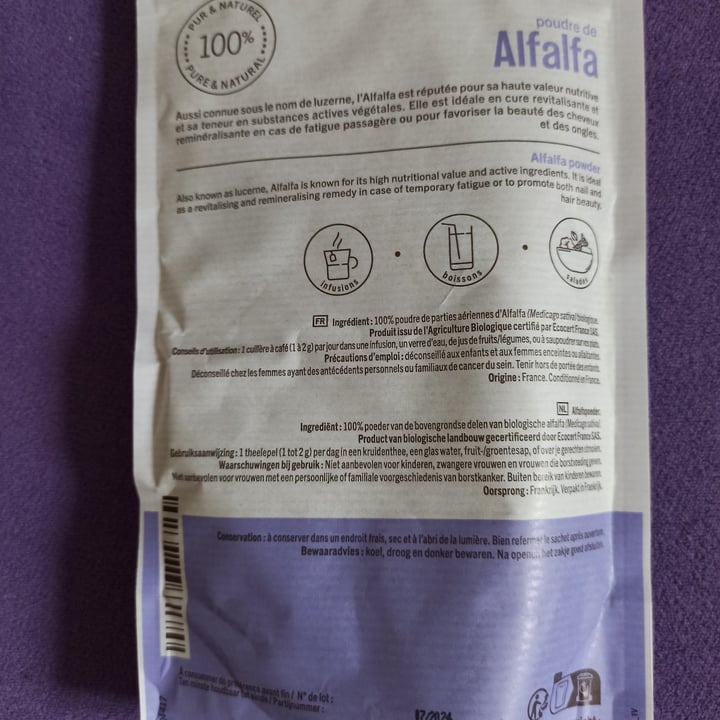 PUR & NATUREL
100%
PURE & NATURAL
poudre de
Alfalfa
Aussi connue sous le nom de luzerne, l'Alfalfa est réputée pour sa haute valeur nutritive
et sa teneur en substances actives végétales. Elle est idéale en cure revitalisante et
reminéralisante en cas de fatigue passagère ou pour favoriser la beauté des cheveux
et des ongles.
Alfalfa powder
Also known as lucerne, Alfalfa is known for its high nutritional value and active ingredients. It is ideal
as a revitalising and remineralising remedy in case of temporary fatigue or to promote both nail and
hair beauty.
infusions
boissons
salades
FR Ingrédient : 100% poudre de parties aériennes d'Alfalfa (Medicago sativa) biologique.
Produit issu de l'Agriculture Biologique certifié par Ecocert France SAS.
Conseils d'utilisation : 1 cuillère à café (1 à 2 g) par jour dans une infusion, un verre d'eau, de jus de fruits/légumes, ou à saupoudrer sur vos plats.
Précautions d'emploi : déconseillé aux enfants et aux femmes enceintes ou allaitantes.
Déconseillé chez les femmes ayant des antécédents personnels ou familiaux de cancer du sein. Tenir hors de portée des enfants.
Origine : France. Conditionné en France.
NL Alfalfapoeder.
Ingrediënt : 100% poeder van de bovengrondse delen van biologische alfalfa (Medicago sativa)
Product van biologische landbouw gecertificeerd door Ecocert France SAS.
Gebruiksaanwijzing : 1 theelepel (1 tot 2 g) per dag in een kruidenthee, een glas water, fruit-/groentesap, of over je gerechten strooien.
Waarschuwingen bij gebruik : Niet aanbevolen voor kinderen, zwangere vrouwen en vrouwen die borstvoeding geven.
Niet aanbevolen voor vrouwen met een persoonlijke of familiale voorgeschiedenis van borstkanker. Buiten bereik van kinderen bewaren.
Oorsprong : Frankrijk. Verpakt in Frankrijk.
Conservation : à conserver dans un endroit frais, sec et à l'abri de la lumière. Bien refermer le sachet après ouverture.
Bewaaradvies : koel, droog en donker bewaren. Na openen het zakje goed afsluiten.
A consommer de préférence avant fin / N° de lot :
Ten minste houdbaar tot einde / Partijnummer :
07/2024